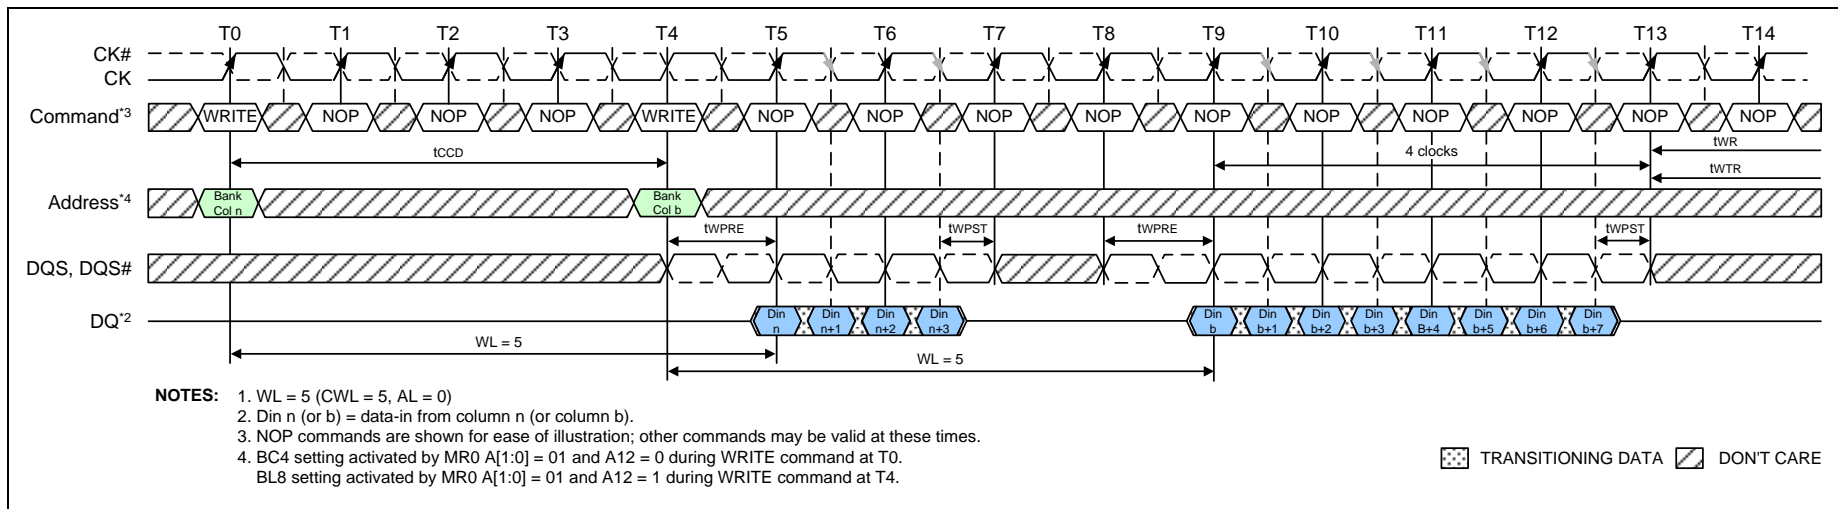 T0 T1 T2 T3 T4 T5 T6 T7 T8 T9 T10 T11 T12 T13 T14
CK#
CK
Command*3 WRITE NOP NOP NOP WRITE NOP NOP NOP NOP NOP NOP NOP NOP NOP NOP
tCCD 4 clocks tWR
tWTR
Address*4 Bank Col n Bank Col b
tWPRE tWPST tWPRE tWPST
DQS, DQS#
DQ*2 Din n Din n+1 Din n+2 Din n+3 Din b Din b+1 Din b+2 Din b+3 Din B+4 Din b+5 Din b+6 Din b+7
WL = 5
WL = 5
NOTES: 1. WL = 5 (CWL = 5, AL = 0)
2. Din n (or b) = data-in from column n (or column b).
3. NOP commands are shown for ease of illustration; other commands may be valid at these times.
4. BC4 setting activated by MR0 A[1:0] = 01 and A12 = 0 during WRITE command at T0.
BL8 setting activated by MR0 A[1:0] = 01 and A12 = 1 during WRITE command at T4.
TRANSITIONING DATA DON'T CARE